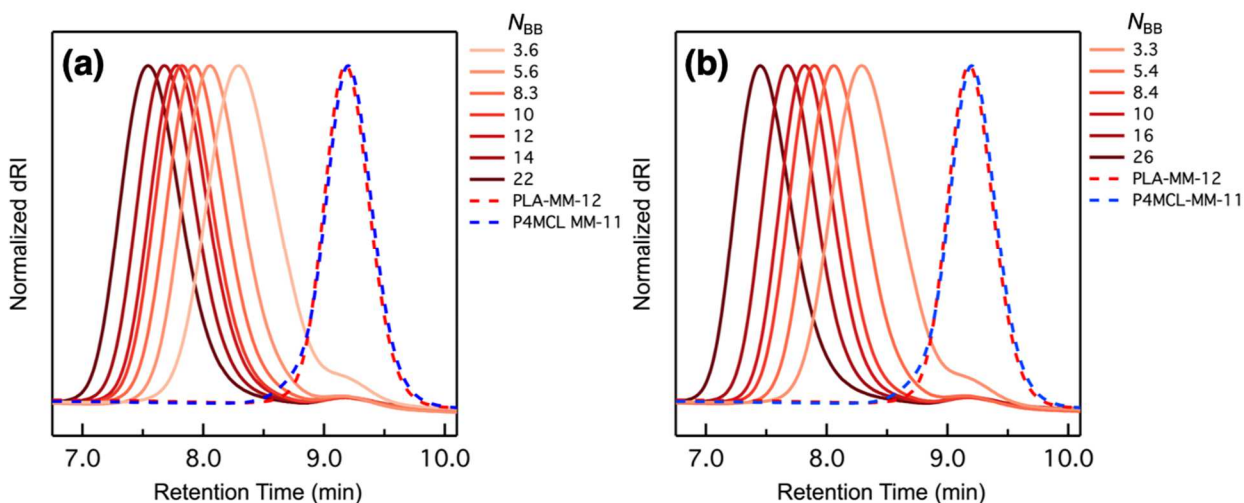 (a)
Normalized dRI
7.0 8.0 9.0 10.0
Retention Time (min)
N_BB
3.6
5.6
8.3
10
12
14
22
PLA-MM-12
P4MCL MM-11
(b)
Normalized dRI
7.0 8.0 9.0 10.0
Retention Time (min)
N_BB
3.3
5.4
8.4
10
16
26
PLA-MM-12
P4MCL-MM-11